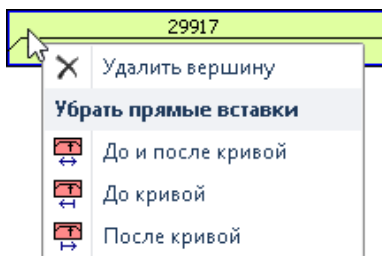 29917
Удалить вершину
Убрать прямые вставки
До и после кривой
До кривой
После кривой